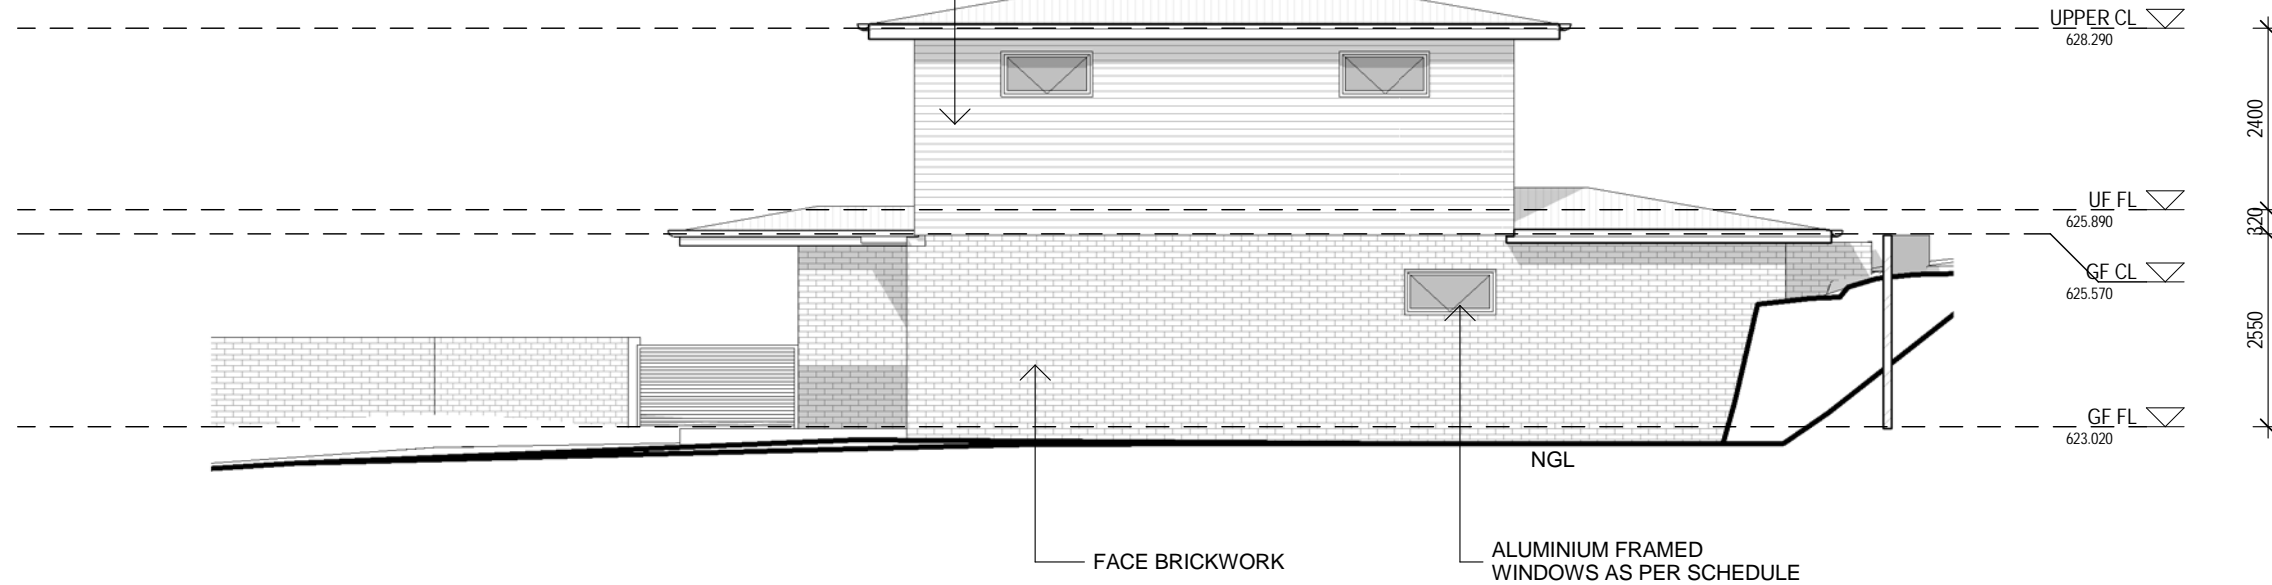 UPPER CL
628.290
2400
UF FL
625.890
320
GF CL
625.570
2550
GF FL
623.020
NGL
FACE BRICKWORK
ALUMINIUM FRAMED
WINDOWS AS PER SCHEDULE